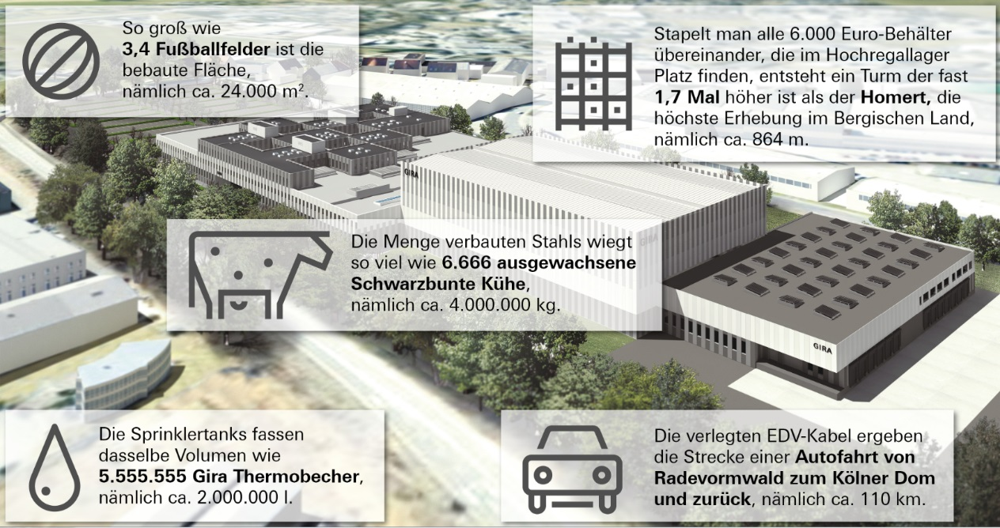 So groß wie
3,4 Fußballfelder ist die
bebaute Fläche,
nämlich ca. 24.000 m².
Stapelt man alle 6.000 Euro-Behälter
übereinander, die im Hochregallager
Platz finden, entsteht ein Turm der fast
1,7 Mal höher ist als der Homert, die
höchste Erhebung im Bergischen Land,
nämlich ca. 864 m.
GIRA
GIRA
Die Menge verbauten Stahls wiegt
so viel wie 6.666 ausgewachsene
Schwarzbunte Kühe,
nämlich ca. 4.000.000 kg.
GIRA
Die Sprinklertanks fassen
dasselbe Volumen wie
5.555.555 Gira Thermobecher,
nämlich ca. 2.000.000 l.
Die verlegten EDV-Kabel ergeben
die Strecke einer Autofahrt von
Radevormwald zum Kölner Dom
und zurück, nämlich ca. 110 km.